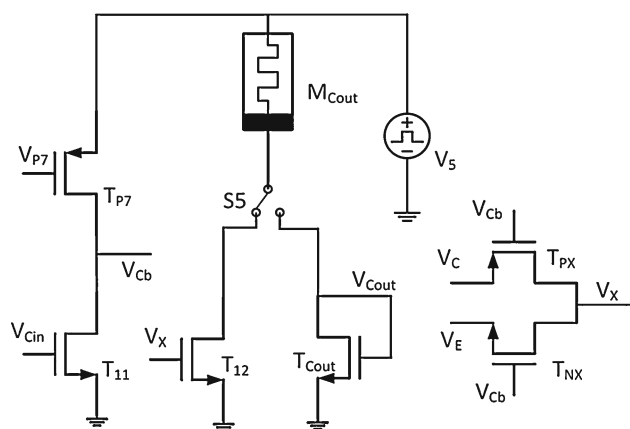 M_Cout
V_P7
T_P7
V_5
S5
V_Cb
V_Cb
V_C
T_PX
V_X
V_Cout
V_Cin
T_11
V_X
T_12
T_Cout
V_E
T_NX
V_Cb